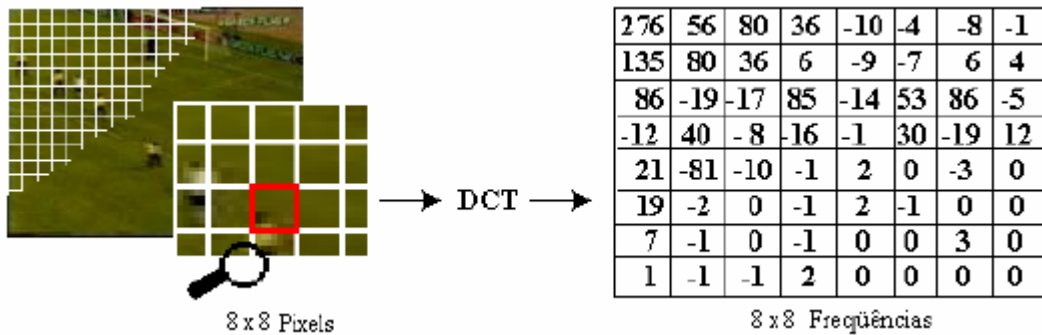 DCT
276 56 80 36 -10 -4 -8 -1
135 80 36 6 -9 -7 6 4
86 -19 -17 85 -14 53 86 -5
-12 40 -8 -16 -1 30 -19 12
21 -81 -10 -1 2 0 -3 0
19 -2 0 -1 2 -1 0 0
7 -1 0 -1 0 0 3 0
1 -1 -1 2 0 0 0 0
8 x 8 Pixels
8 x 8 Freqüências